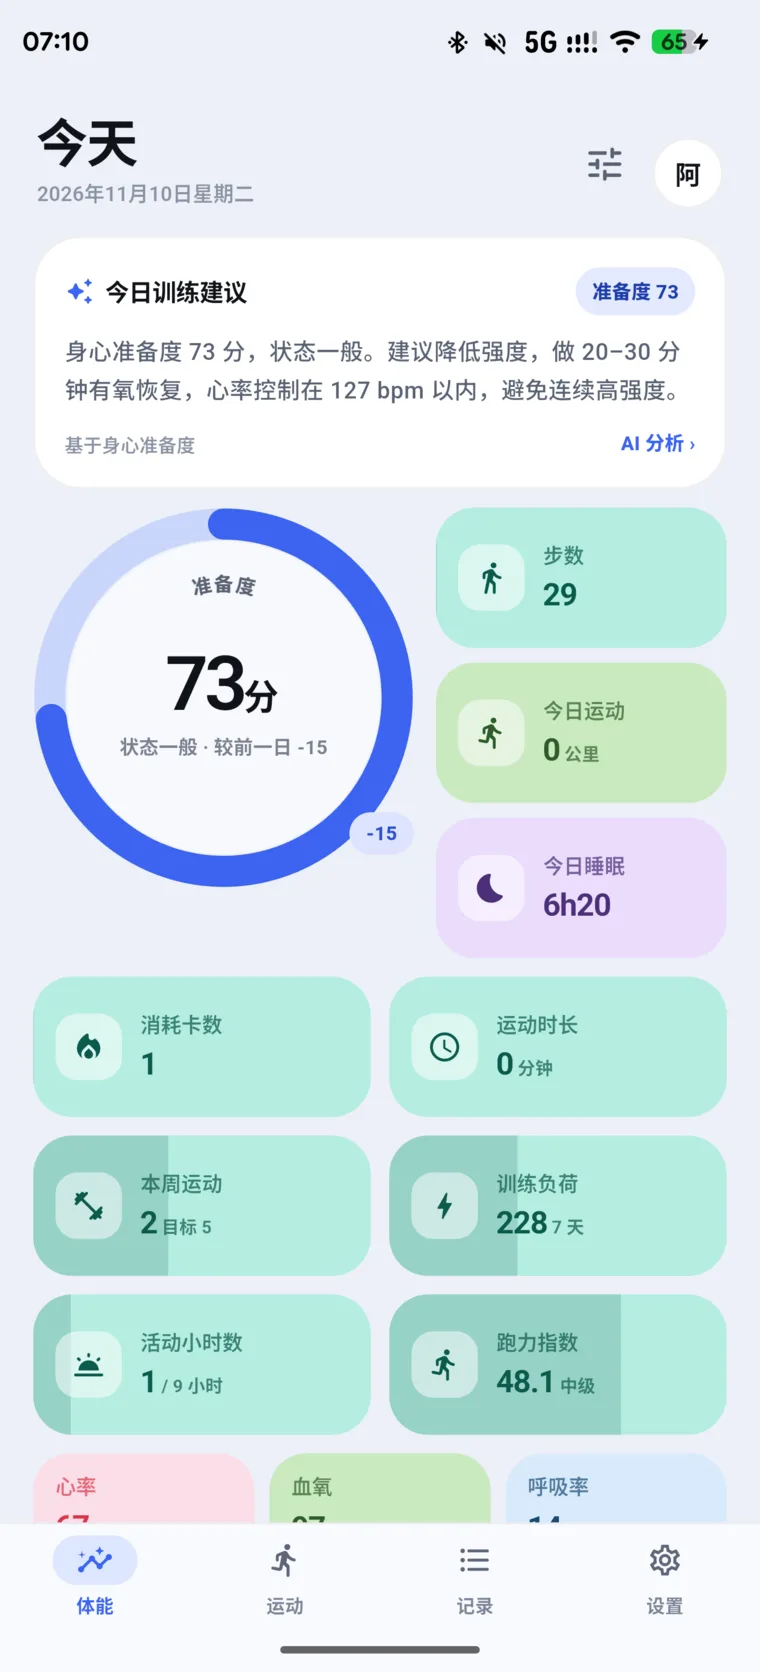 07:10
5G
65
今天
2026年11月10日星期二
阿
今日训练建议
准备度 73
身心准备度 73 分，状态一般。建议降低强度，做 20–30 分
钟有氧恢复，心率控制在 127 bpm 以内，避免连续高强度。
基于身心准备度
AI 分析 ›
准备度
73分
状态一般 · 较前一日 -15
-15
步数
29
今日运动
0 公里
今日睡眠
6h20
消耗卡数
1
运动时长
0 分钟
本周运动
2 目标 5
训练负荷
228 7 天
活动小时数
1 / 9 小时
跑力指数
48.1 中级
心率
血氧
呼吸率
体能
运动
记录
设置